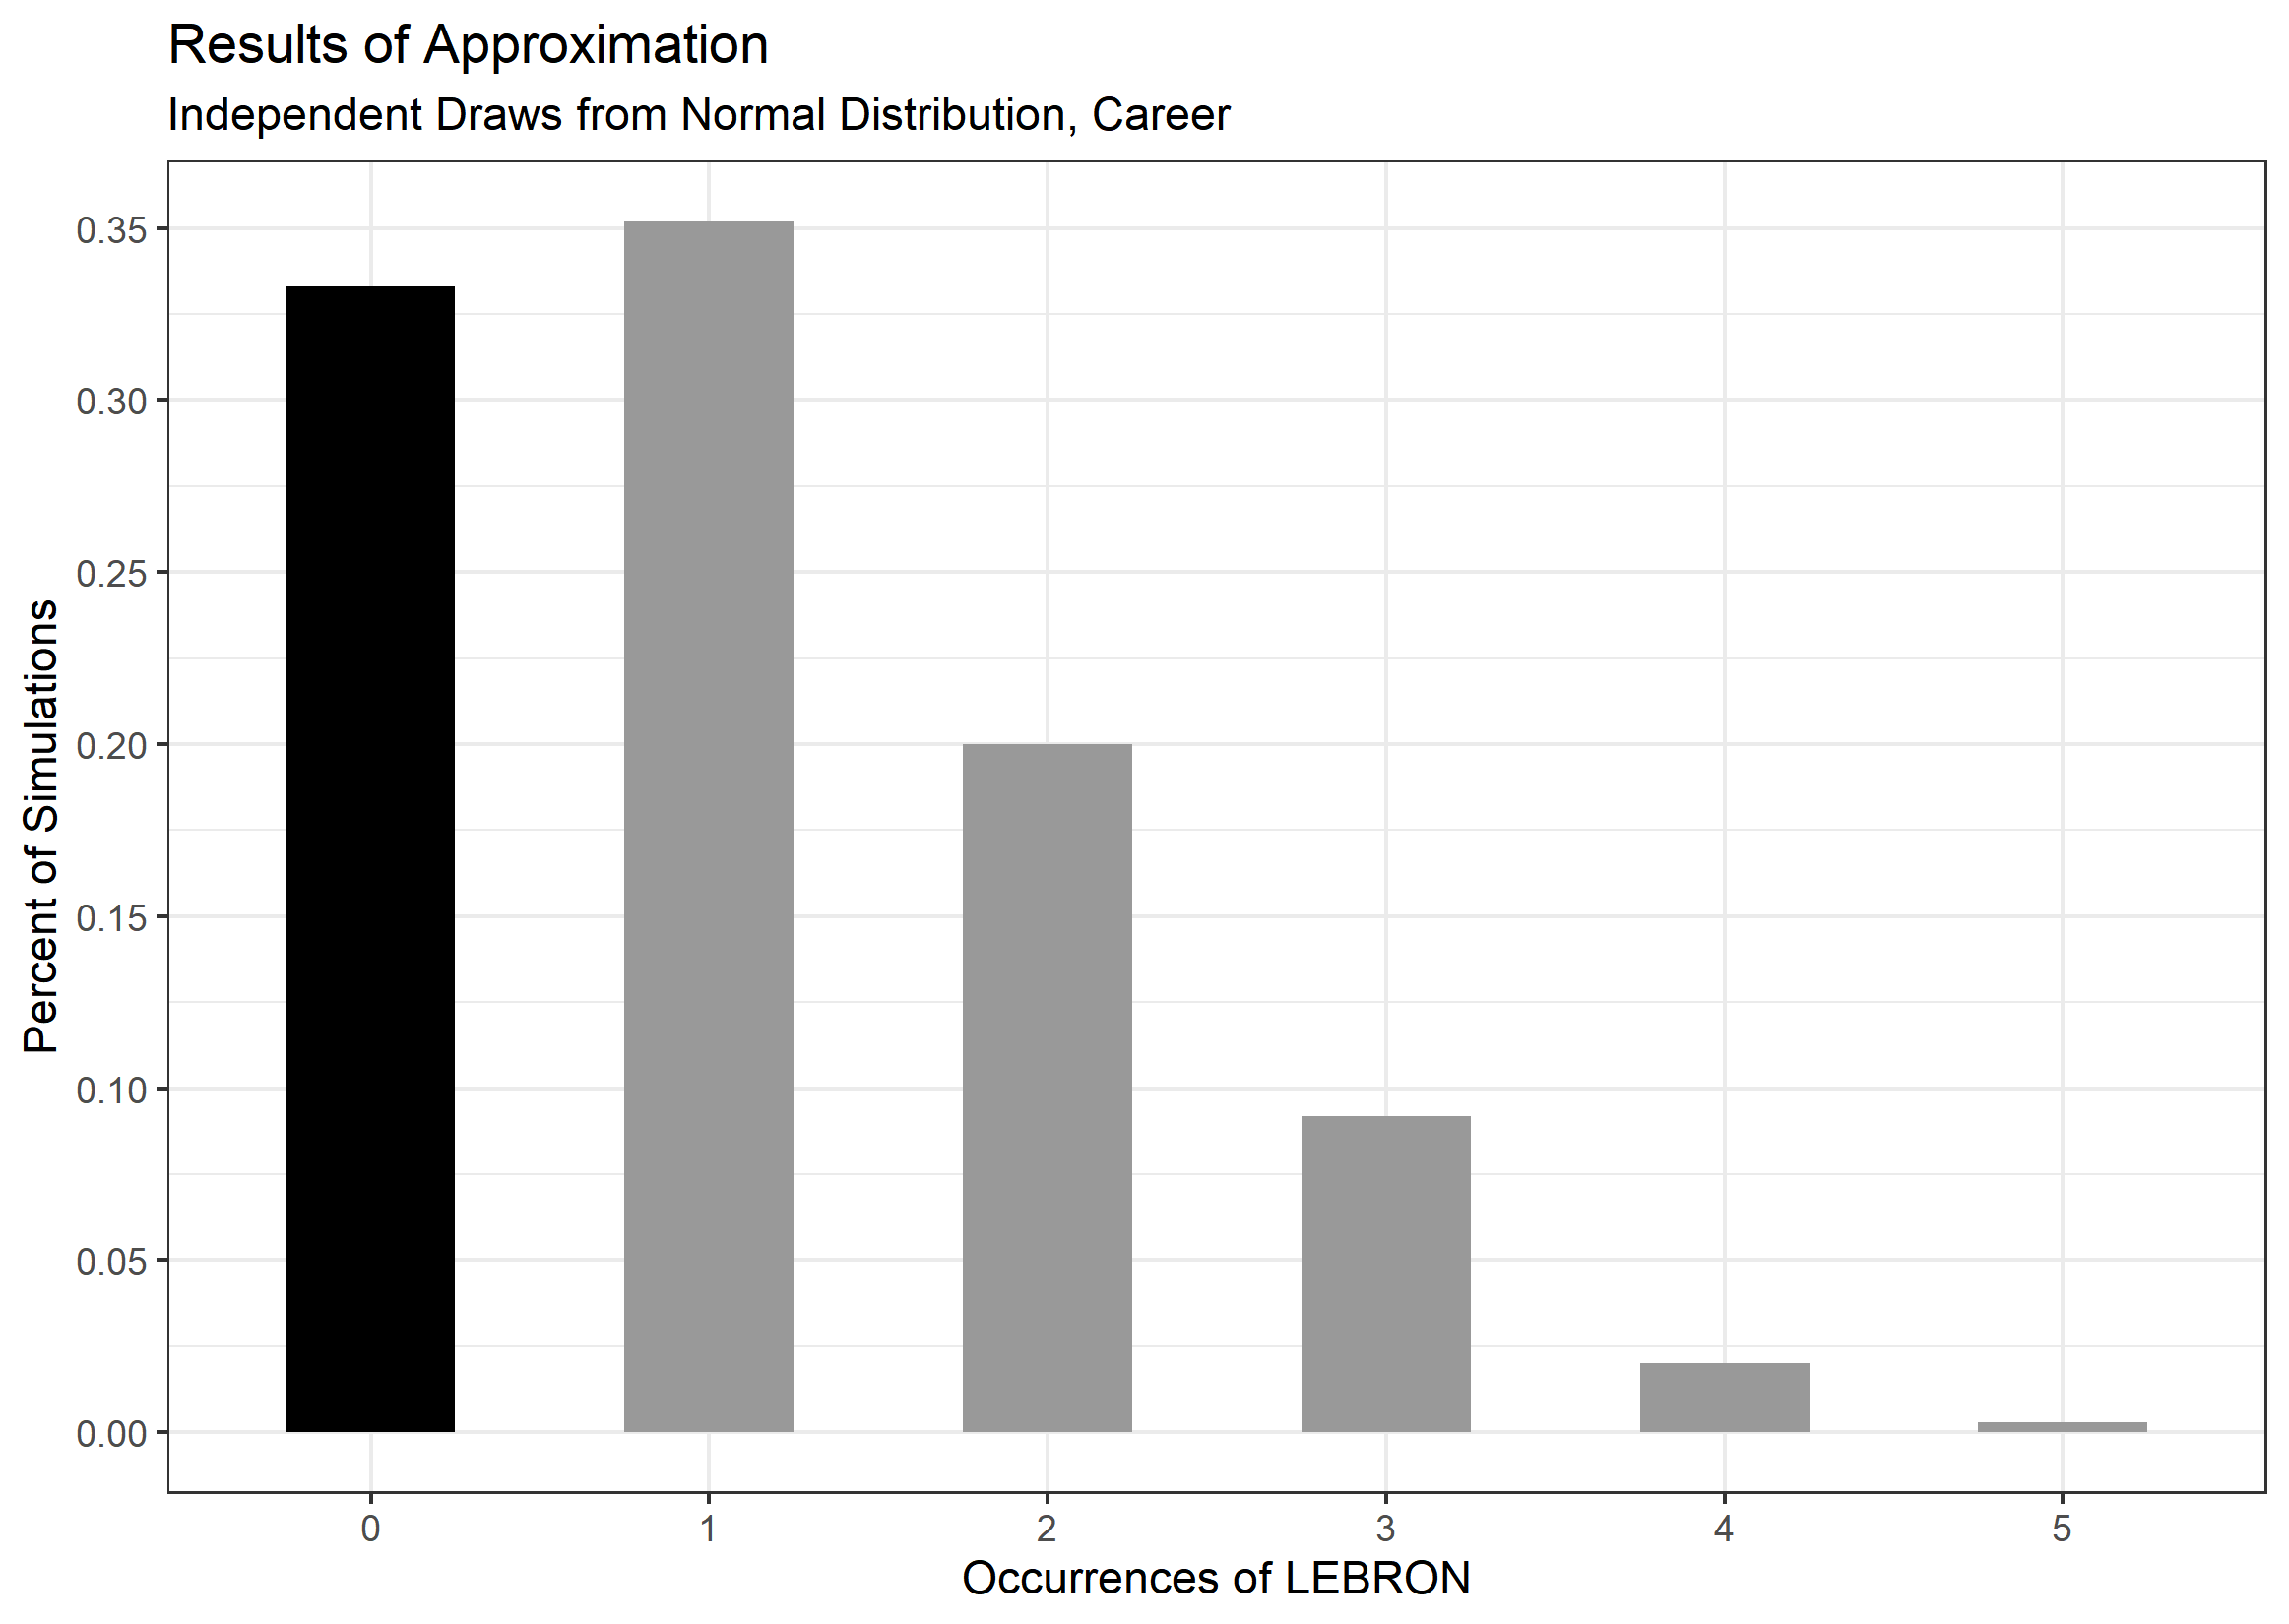 Results of Approximation
Independent Draws from Normal Distribution, Career
Percent of Simulations
0.35
0.30
0.25
0.20
0.15
0.10
0.05
0.00
0 1 2 3 4 5
Occurrences of LEBRON